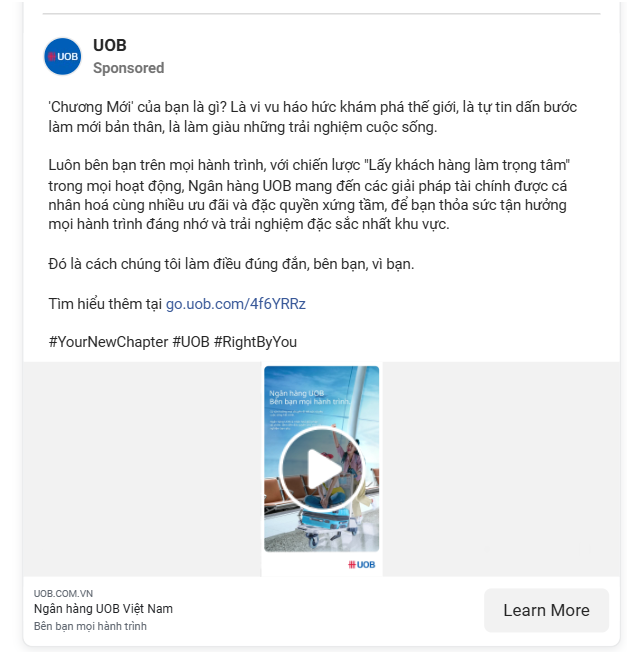 UOB
UOB
Sponsored
'Chương Mới' của bạn là gì? Là vi vu háo hức khám phá thế giới, là tự tin dấn bước
làm mới bản thân, là làm giàu những trải nghiệm cuộc sống.
Luôn bên bạn trên mọi hành trình, với chiến lược "Lấy khách hàng làm trọng tâm"
trong mọi hoạt động, Ngân hàng UOB mang đến các giải pháp tài chính được cá
nhân hoá cùng nhiều ưu đãi và đặc quyền xứng tầm, để bạn thỏa sức tận hưởng
mọi hành trình đáng nhớ và trải nghiệm đặc sắc nhất khu vực.
Đó là cách chúng tôi làm điều đúng đắn, bên bạn, vì bạn.
Tìm hiểu thêm tại go.uob.com/4f6YRRz
#YourNewChapter #UOB #RightByYou
Ngân hàng UOB
Bên bạn mọi hành trình
UOB
UOB.COM.VN
Ngân hàng UOB Việt Nam
Bên bạn mọi hành trình
Learn More